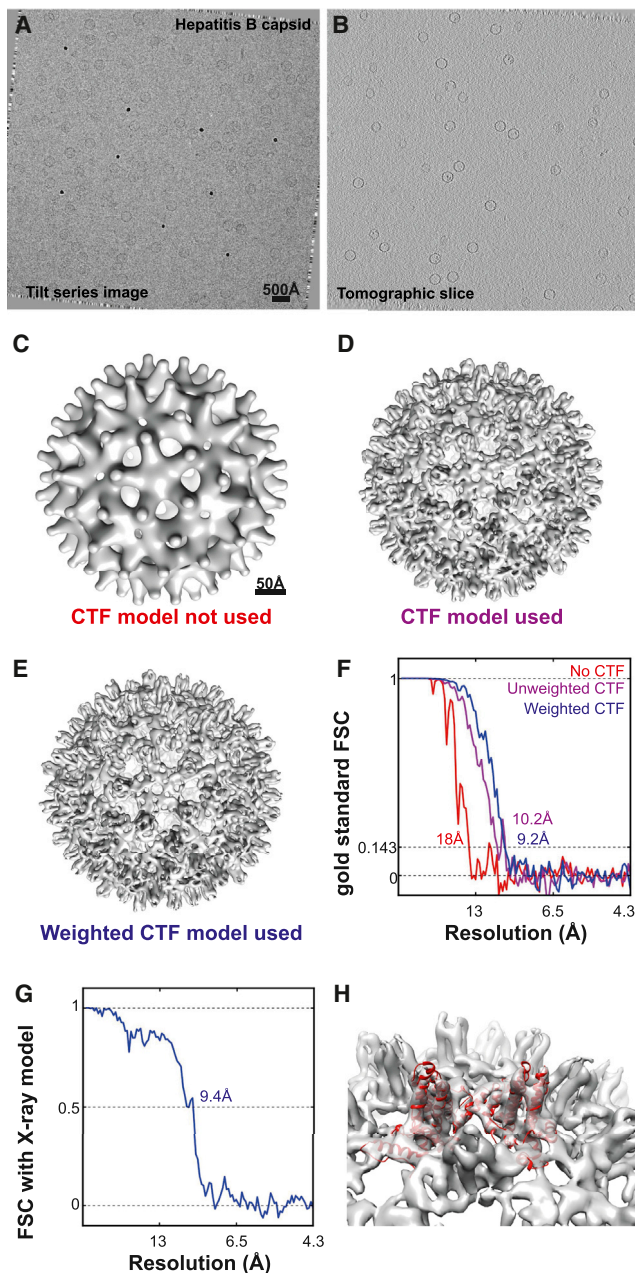 A
Hepatitis B capsid
Tilt series image
500Å
B
Tomographic slice
C
50Å
CTF model not used
D
CTF model used
E
Weighted CTF model used
F
gold standard FSC
1
0.143
0
No CTF
Unweighted CTF
Weighted CTF
18Å
10.2Å
9.2Å
13 6.5 4.3
Resolution (Å)
G
FSC with X-ray model
1
0.5
0
9.4Å
13 6.5 4.3
Resolution (Å)
H